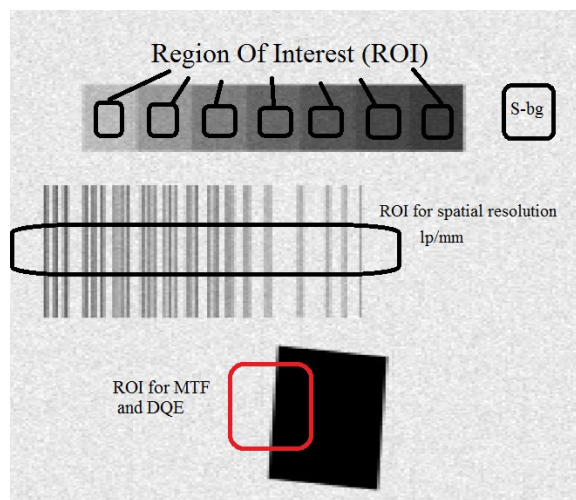 Region Of Interest (ROI)
S-bg
ROI for spatial resolution
lp/mm
ROI for MTF
and DQE